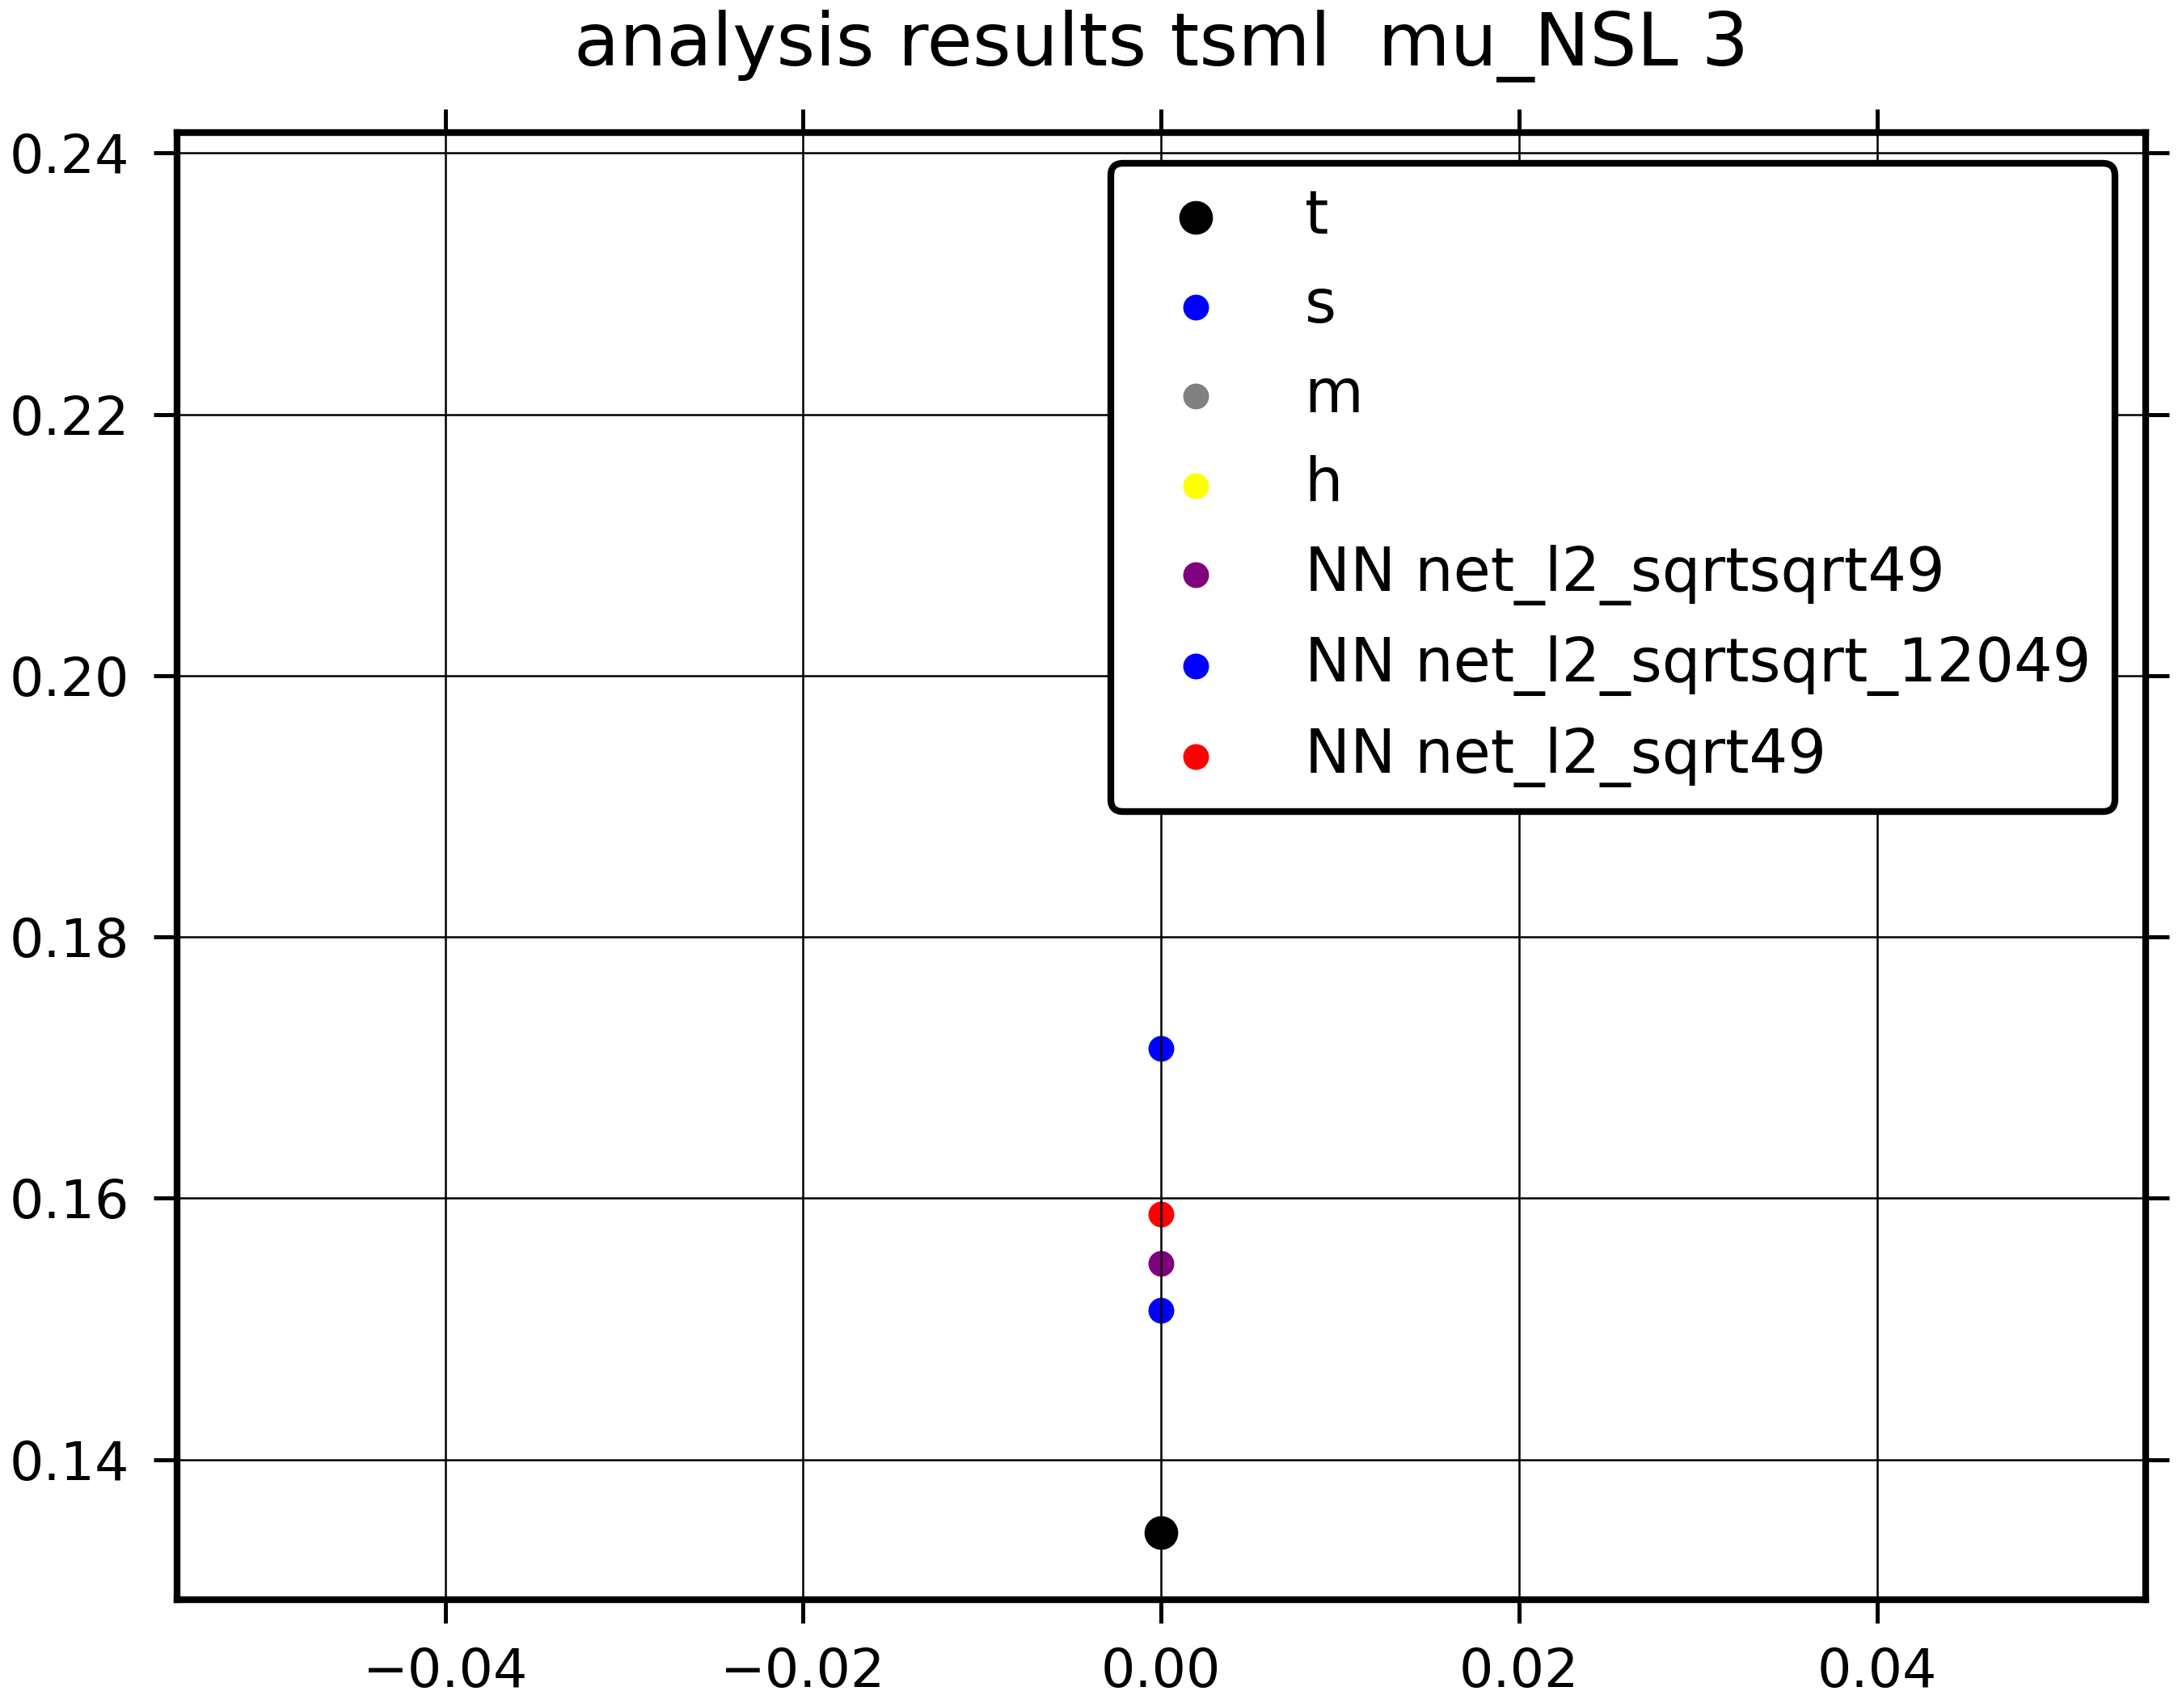 analysis results tsml  mu_NSL 3
0.24
0.22
0.20
0.18
0.16
0.14
t
s
m
h
NN net_l2_sqrtsqrt49
NN net_l2_sqrtsqrt_12049
NN net_l2_sqrt49
−0.04 −0.02 0.00 0.02 0.04